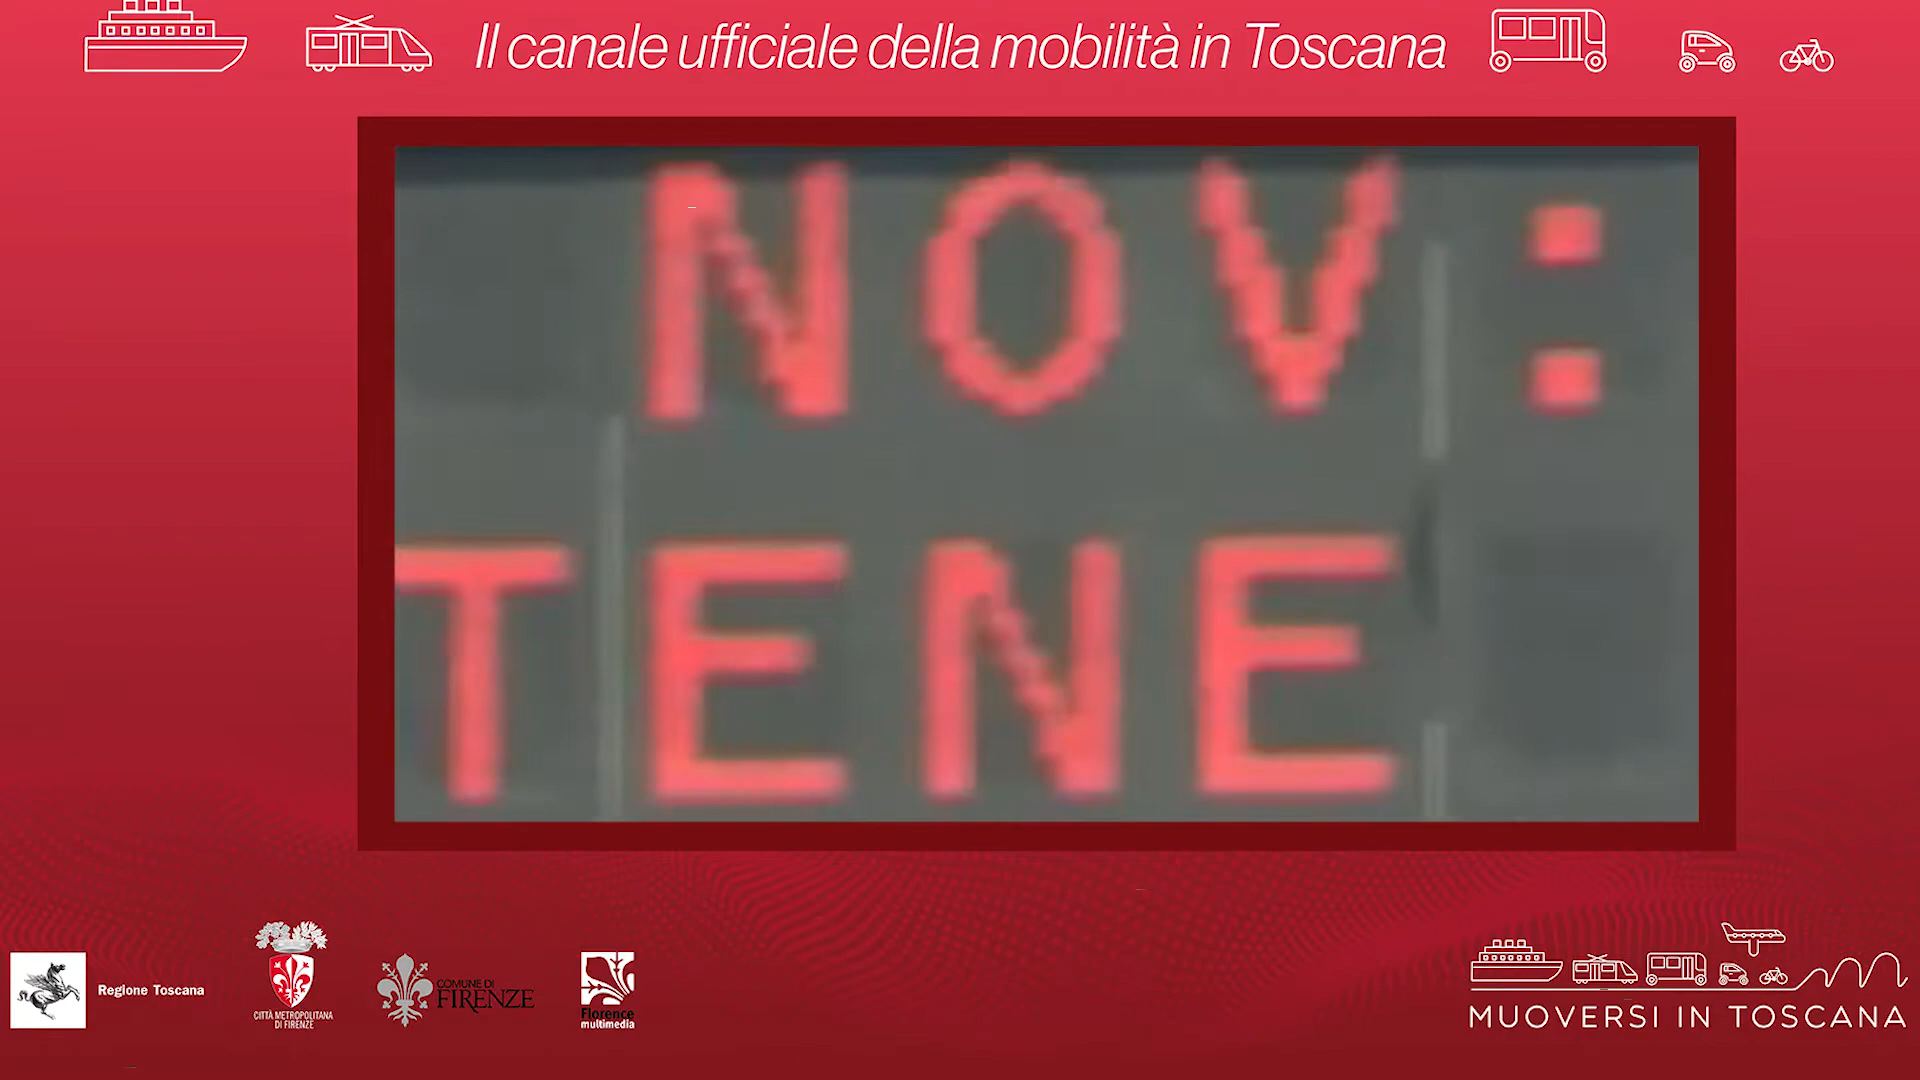 Il canale ufficiale della mobilità in Toscana
NOV:
TENE
Regione Toscana
CITTÀ METROPOLITANA
DI FIRENZE
COMUNE DI
FIRENZE
Florence
multimedia
MUOVERSI IN TOSCANA